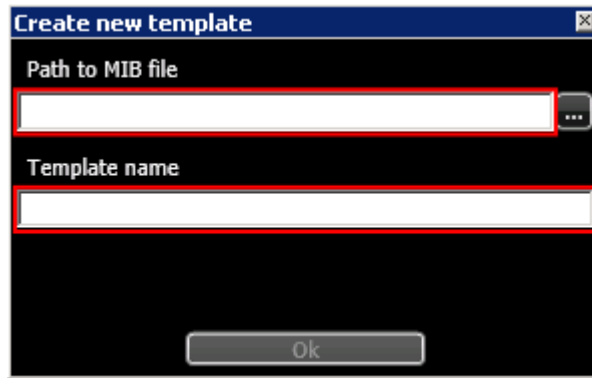 Create new template
Path to MIB file
...
Template name
Ok